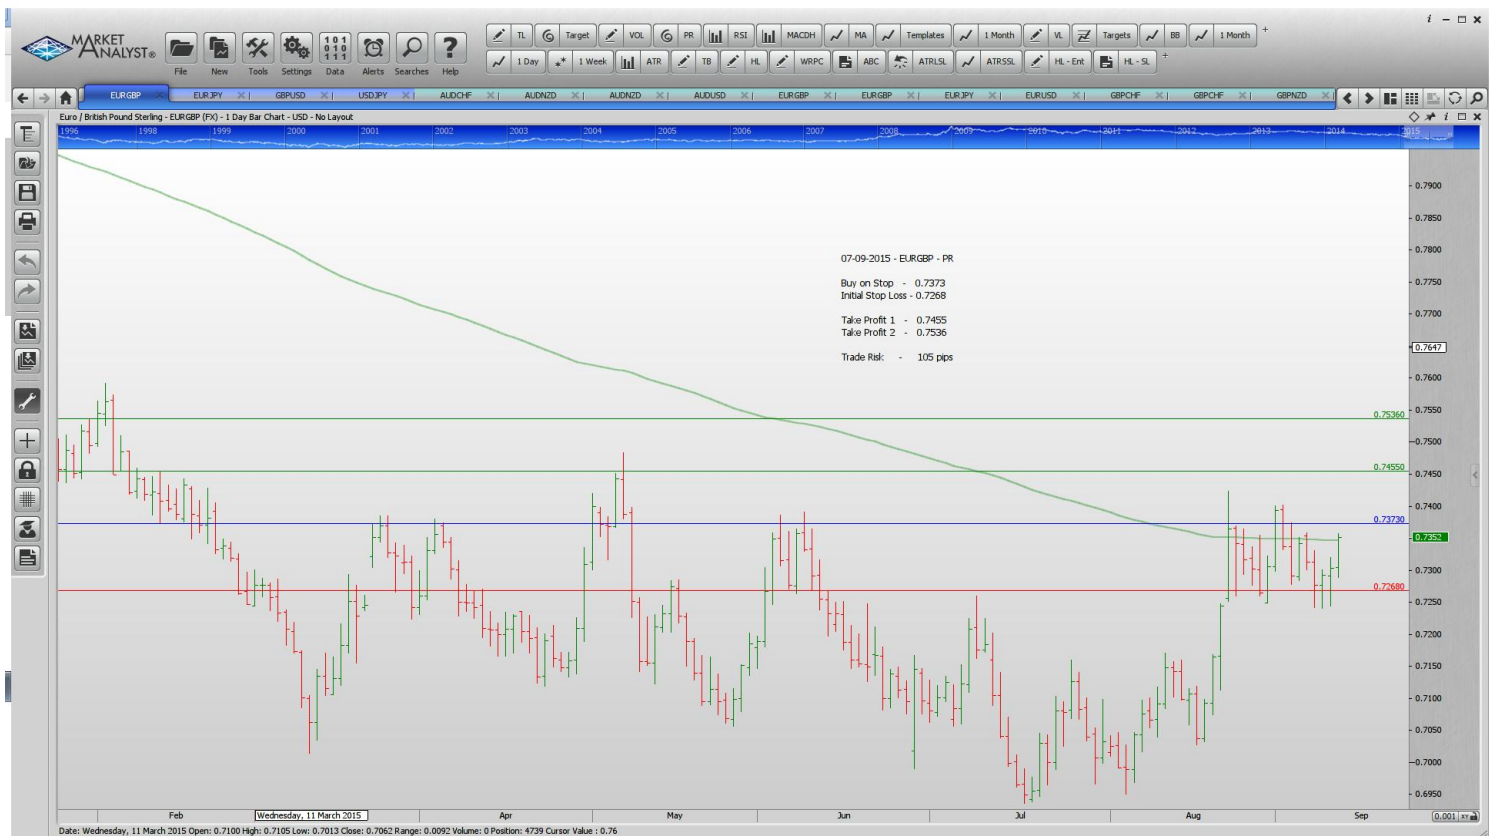 MARKET
ANALYST®
File New Tools Settings Data Alerts Searches Help
TL Target VOL PR RSI MACDH MA Templates 1 Month VL Targets BB 1 Month +
1 Day 1 Week ATR TB HL WRPC ABC ATRLSL ATRSSL HL - Ent HL - SL +
EURGBP EURJPY GBPUSD USDJPY AUDCHF AUDNZD AUDNZD AUDUSD EURGBP EURGBP EURJPY EURUSD GBPCHF GBPCHF GBPNZD
Euro / British Pound Sterling - EURGBP (FX) - 1 Day Bar Chart - USD - No Layout
1996 1998 1999 2000 2001 2002 2003 2004 2005 2006 2007 2008 2009 2010 2011 2012 2013 2014 2015
07-09-2015 - EURGBP - PR
Buy on Stop - 0.7373
Initial Stop Loss - 0.7268
Take Profit 1 - 0.7455
Take Profit 2 - 0.7536
Trade Risk - 105 pips
0.7900
0.7850
0.7800
0.7750
0.7700
0.7647
0.7600
0.7550
0.75360
0.7500
0.74550
0.7450
0.7400
0.73730
0.7352
0.7300
0.72680
0.7250
0.7200
0.7150
0.7100
0.7050
0.7000
0.6950
Feb Wednesday, 11 March 2015 Apr May Jun Jul Aug Sep 0.001 XY
Date: Wednesday, 11 March 2015 Open: 0.7100 High: 0.7105 Low: 0.7013 Close: 0.7062 Range: 0.0092 Volume: 0 Position: 4739 Cursor Value : 0.76